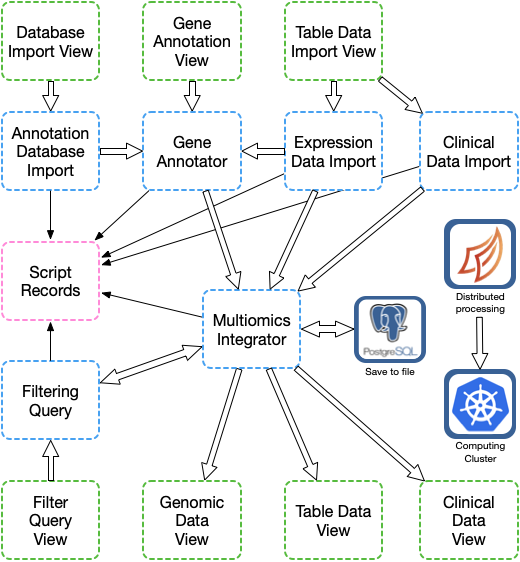 Database
Import View
Gene
Annotation
View
Table Data
Import View
Annotation
Database
Import
Gene
Annotator
Expression
Data Import
Clinical
Data Import
Script
Records
Distributed
processing
Multiomics
Integrator
PostgreSQL
Save to file
Filtering
Query
Computing
Cluster
Filter
Query
View
Genomic
Data View
Table Data
View
Clinical
Data View